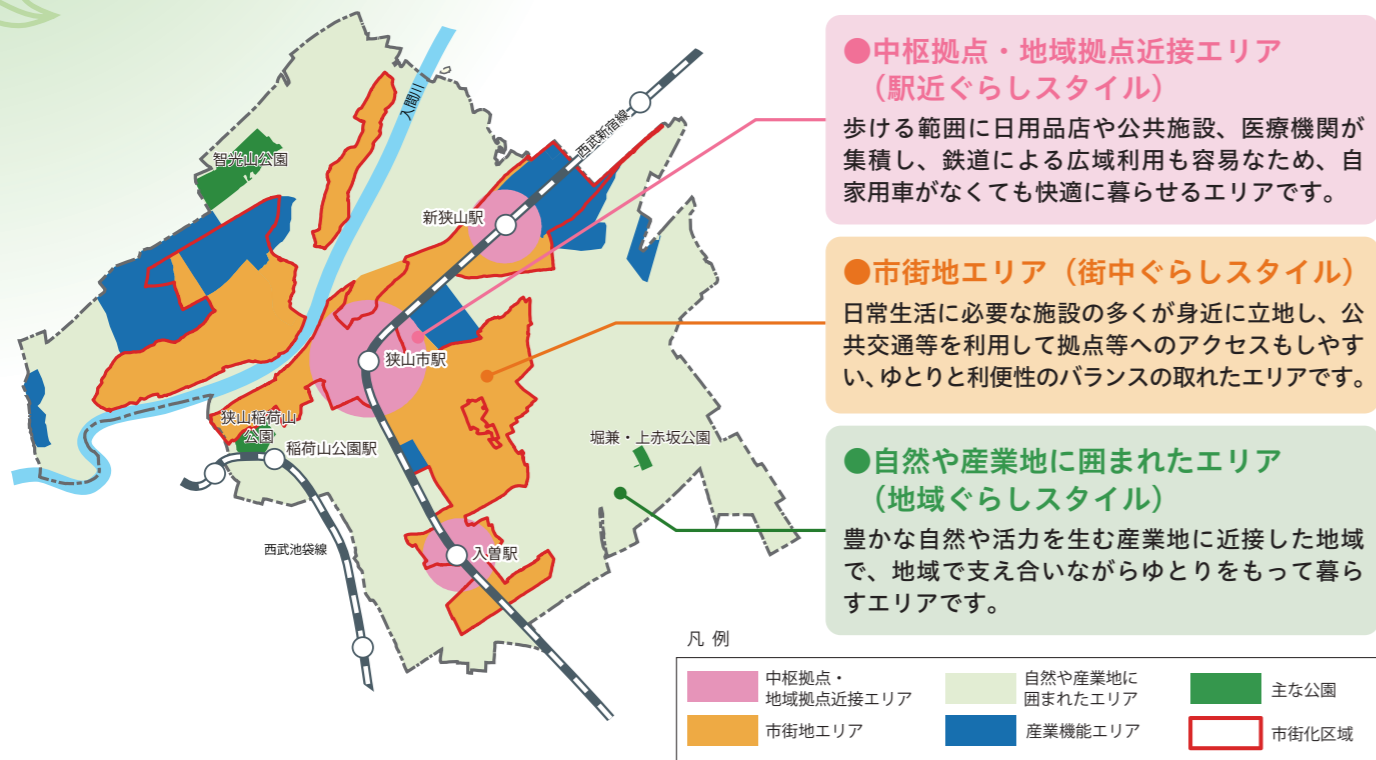 ●中枢拠点・地域拠点近接エリア
（駅近ぐらしスタイル）
歩ける範囲に日用品店や公共施設、医療機関が
集積し、鉄道による広域利用も容易なため、自
家用車がなくても快適に暮らせるエリアです。
●市街地エリア（街中ぐらしスタイル）
日常生活に必要な施設の多くが身近に立地し、公
共交通等を利用して拠点等へのアクセスもしやす
い、ゆとりと利便性のバランスの取れたエリアです。
●自然や産業地に囲まれたエリア
（地域ぐらしスタイル）
豊かな自然や活力を生む産業地に近接した地域
で、地域で支え合いながらゆとりをもって暮ら
すエリアです。
入間川
西武新宿線
智光山公園
新狭山駅
狭山市駅
狭山稲荷山
公園
稲荷山公園駅
堀兼・上赤坂公園
西武池袋線
入曽駅
凡 例
中枢拠点・
地域拠点近接エリア
自然や産業地に
囲まれたエリア
主な公園
市街地エリア
産業機能エリア
市街化区域